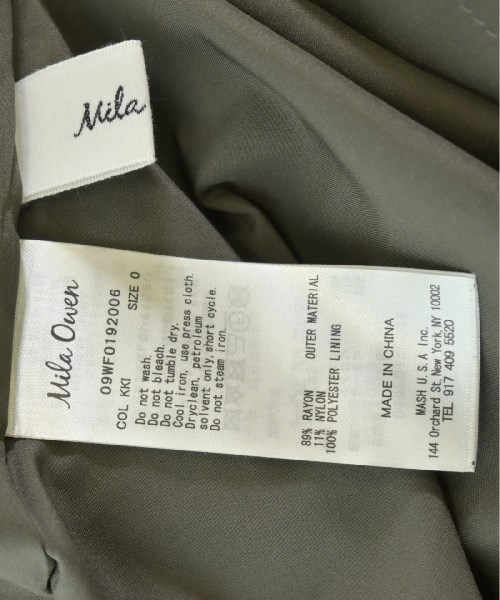 Mila
Mila Owen
09WF0192006
COL KKI SIZE 0
Do not wash.
Do not bleach.
Do not tumble dry.
Cool iron, use press cloth.
Dryclean, petroleum
solvent only,short cycle.
Do not steam iron.
89% RAYON OUTER MATERIAL
11% NYLON
100% POLYESTER LINING
MADE IN CHINA
MASH U.S.A Inc.
144 Orchard St. New York, NY 10002
TEL 917 409 5520